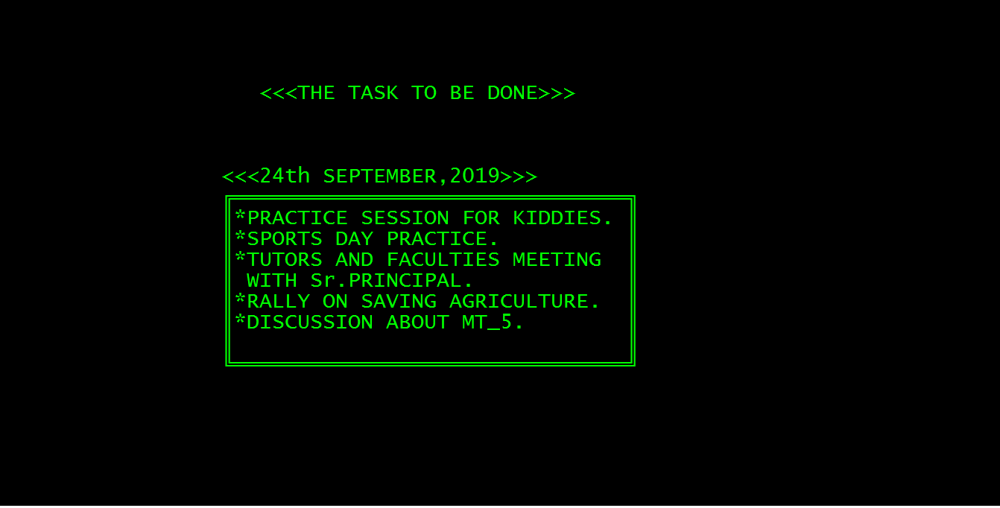 <<<THE TASK TO BE DONE>>>
<<<24th SEPTEMBER,2019>>>
*PRACTICE SESSION FOR KIDDIES.
*SPORTS DAY PRACTICE.
*TUTORS AND FACULTIES MEETING
WITH Sr.PRINCIPAL.
*RALLY ON SAVING AGRICULTURE.
*DISCUSSION ABOUT MT_5.